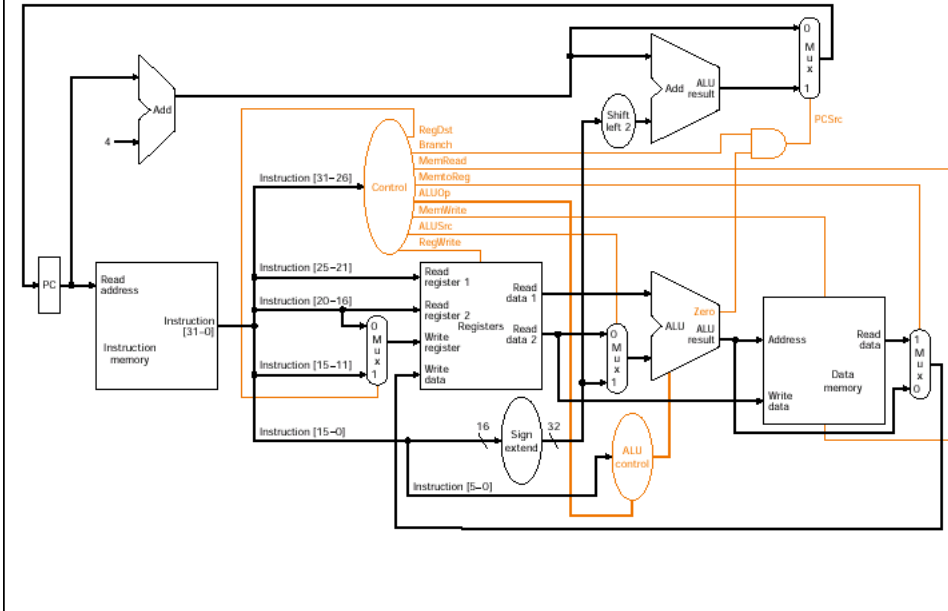 0
M
u
x
1
Add
ALU
result
Add
Shift
left 2
4
PCSrc
RegDst
Branch
MemRead
MemtoReg
ALUOp
MemWrite
ALUSrc
RegWrite
Control
Instruction [31–26]
Instruction [25–21]
Instruction [20–16]
Instruction [15–11]
Instruction [15–0]
Instruction [5–0]
PC
Read
address
Instruction
[31–0]
Instruction
memory
0
M
u
x
1
Read
register 1
Read
register 2
Write
register
Write
data
Registers
Read
data 1
Read
data 2
0
M
u
x
1
Zero
ALU
ALU
result
Address
Read
data
Data
memory
Write
data
1
M
u
x
0
16
Sign
extend
32
ALU
control